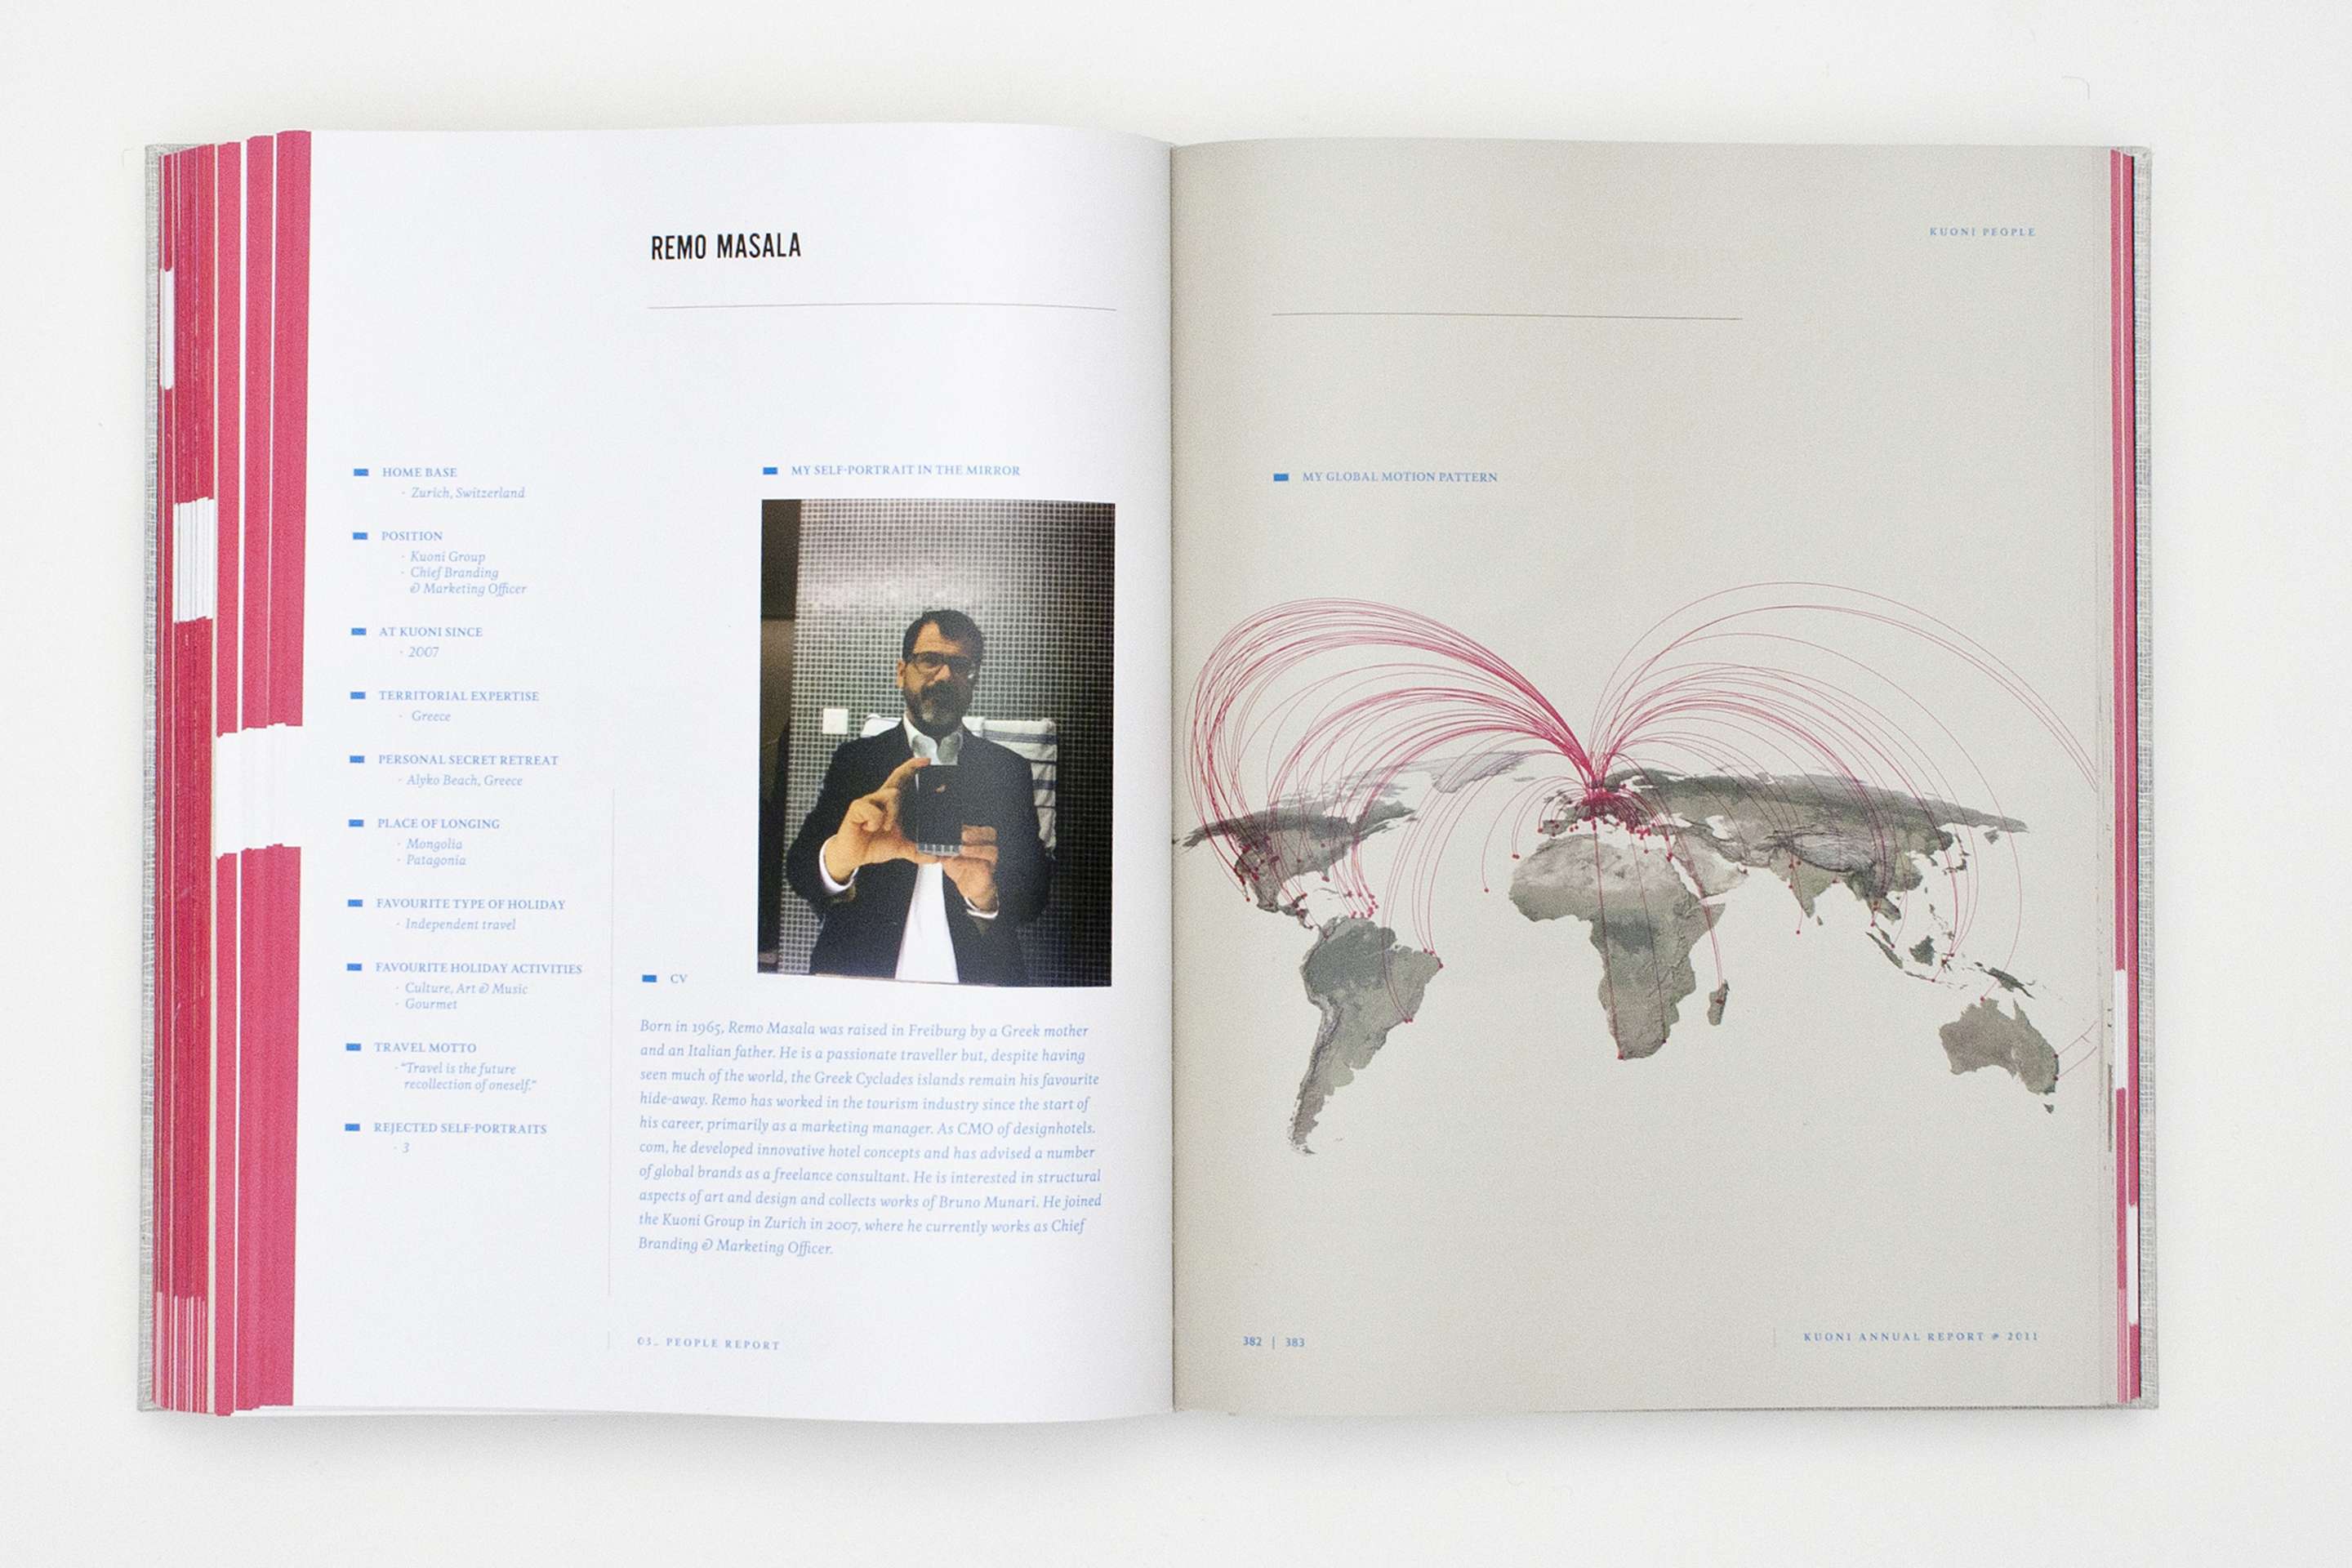 REMO MASALA
HOME BASE
- Zurich, Switzerland
POSITION
- Kuoni Group
- Chief Branding
& Marketing Officer
AT KUONI SINCE
- 2007
TERRITORIAL EXPERTISE
- Greece
PERSONAL SECRET RETREAT
- Alyko Beach, Greece
PLACE OF LONGING
- Mongolia
- Patagonia
FAVOURITE TYPE OF HOLIDAY
- Independent travel
FAVOURITE HOLIDAY ACTIVITIES
- Culture, Art & Music
- Gourmet
TRAVEL MOTTO
- “Travel is the future
recollection of oneself.”
REJECTED SELF-PORTRAITS
- 3
MY SELF-PORTRAIT IN THE MIRROR
CV
Born in 1965, Remo Masala was raised in Freiburg by a Greek mother
and an Italian father. He is a passionate traveller but, despite having
seen much of the world, the Greek Cyclades islands remain his favourite
hide-away. Remo has worked in the tourism industry since the start of
his career, primarily as a marketing manager. As CMO of designhotels.
com, he developed innovative hotel concepts and has advised a number
of global brands as a freelance consultant. He is interested in structural
aspects of art and design and collects works of Bruno Munari. He joined
the Kuoni Group in Zurich in 2007, where he currently works as Chief
Branding & Marketing Officer.
03_ PEOPLE REPORT
KUONI PEOPLE
MY GLOBAL MOTION PATTERN
382 | 383
KUONI ANNUAL REPORT # 2011